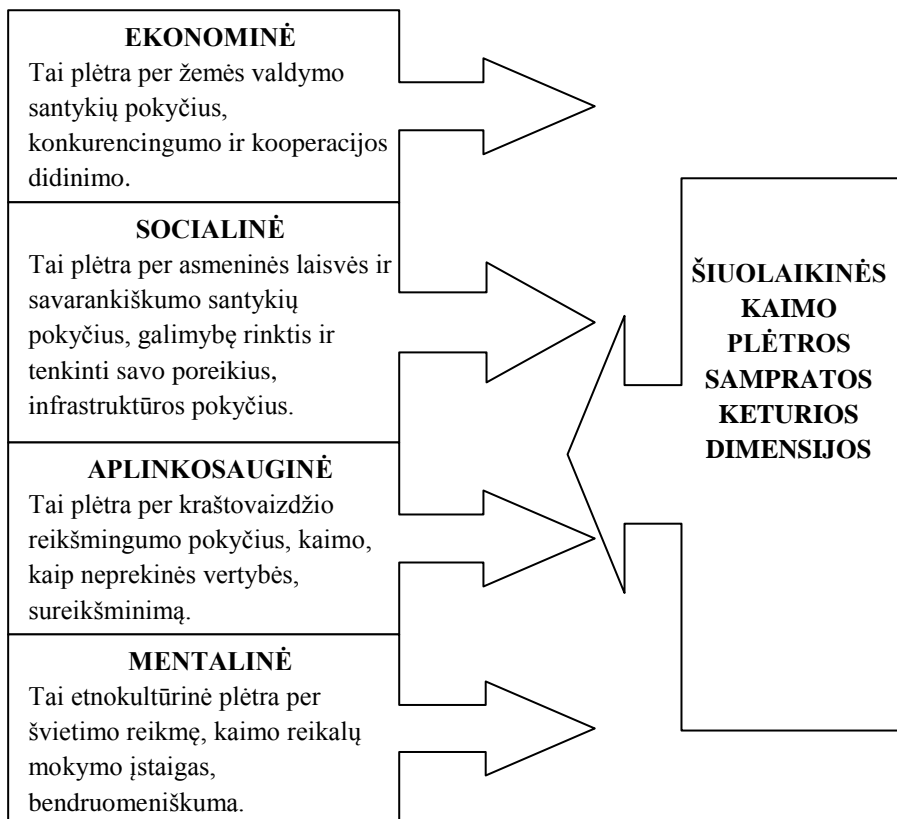 EKONOMINĖ
Tai plėtra per žemės valdymo
santykių pokyčius,
konkurencingumo ir kooperacijos
didinimo.
SOCIALINĖ
Tai plėtra per asmeninės laisvės ir
savarankiškumo santykių
pokyčius, galimybę rinktis ir
tenkinti savo poreikius,
infrastruktūros pokyčius.
APLINKOSAUGINĖ
Tai plėtra per kraštovaizdžio
reikšmingumo pokyčius, kaimo,
kaip neprekinės vertybės,
sureikšminimą.
MENTALINĖ
Tai etnokultūrinė plėtra per
švietimo reikmę, kaimo reikalų
mokymo įstaigas,
bendruomeniškuma.
ŠIUOLAIKINĖS
KAIMO
PLĖTROS
SAMPRATOS
KETURIOS
DIMENSIJOS